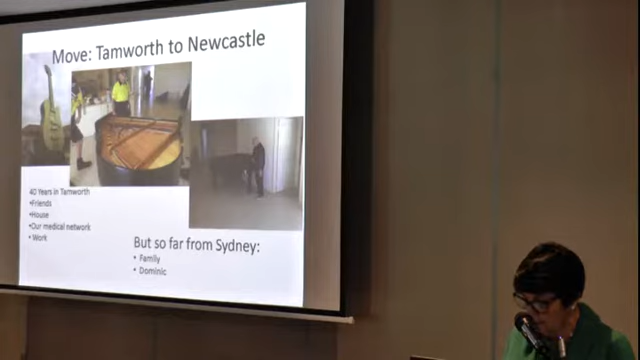 Move: Tamworth to Newcastle
40 Years in Tamworth
•Friends
•House
•Our medical network
• Work
But so far from Sydney:
• Family
• Dominic